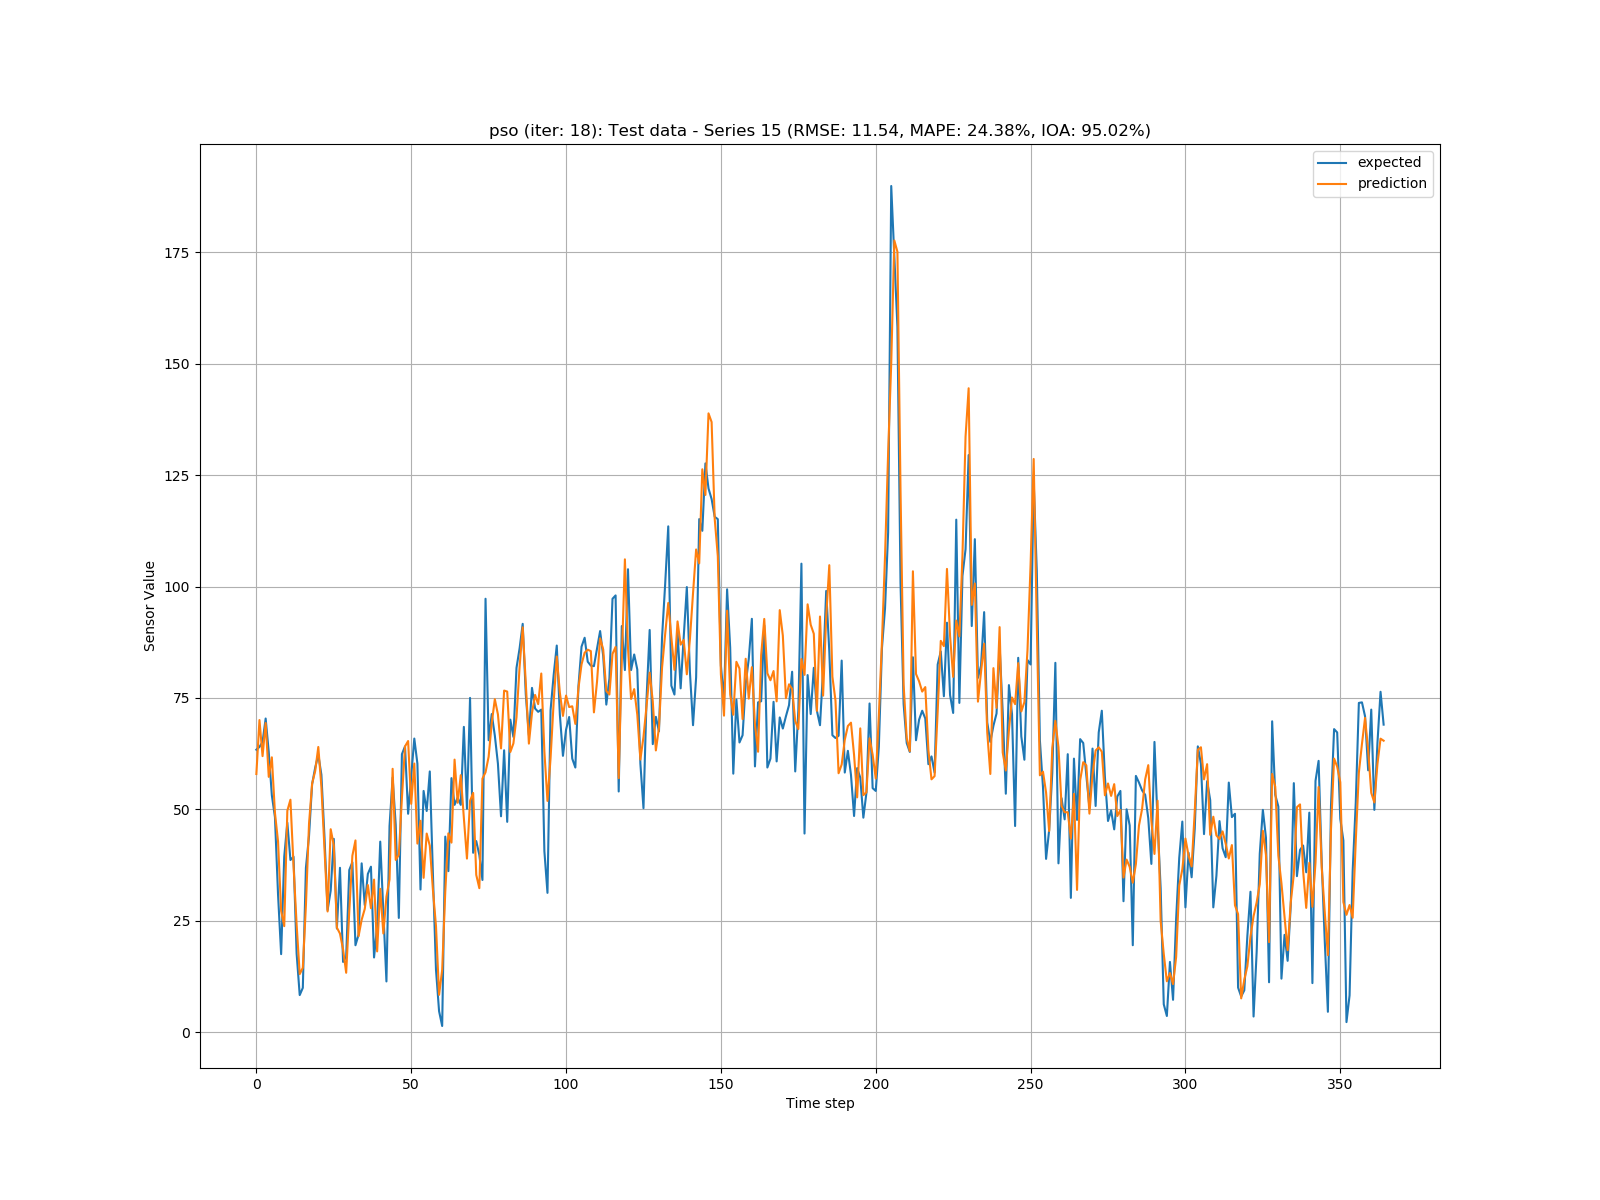 pso (iter: 18): Test data - Series 15 (RMSE: 11.54, MAPE: 24.38%, IOA: 95.02%)
expected
prediction
175
150
125
100
75
50
25
0
Sensor Value
0 50 100 150 200 250 300 350
Time step